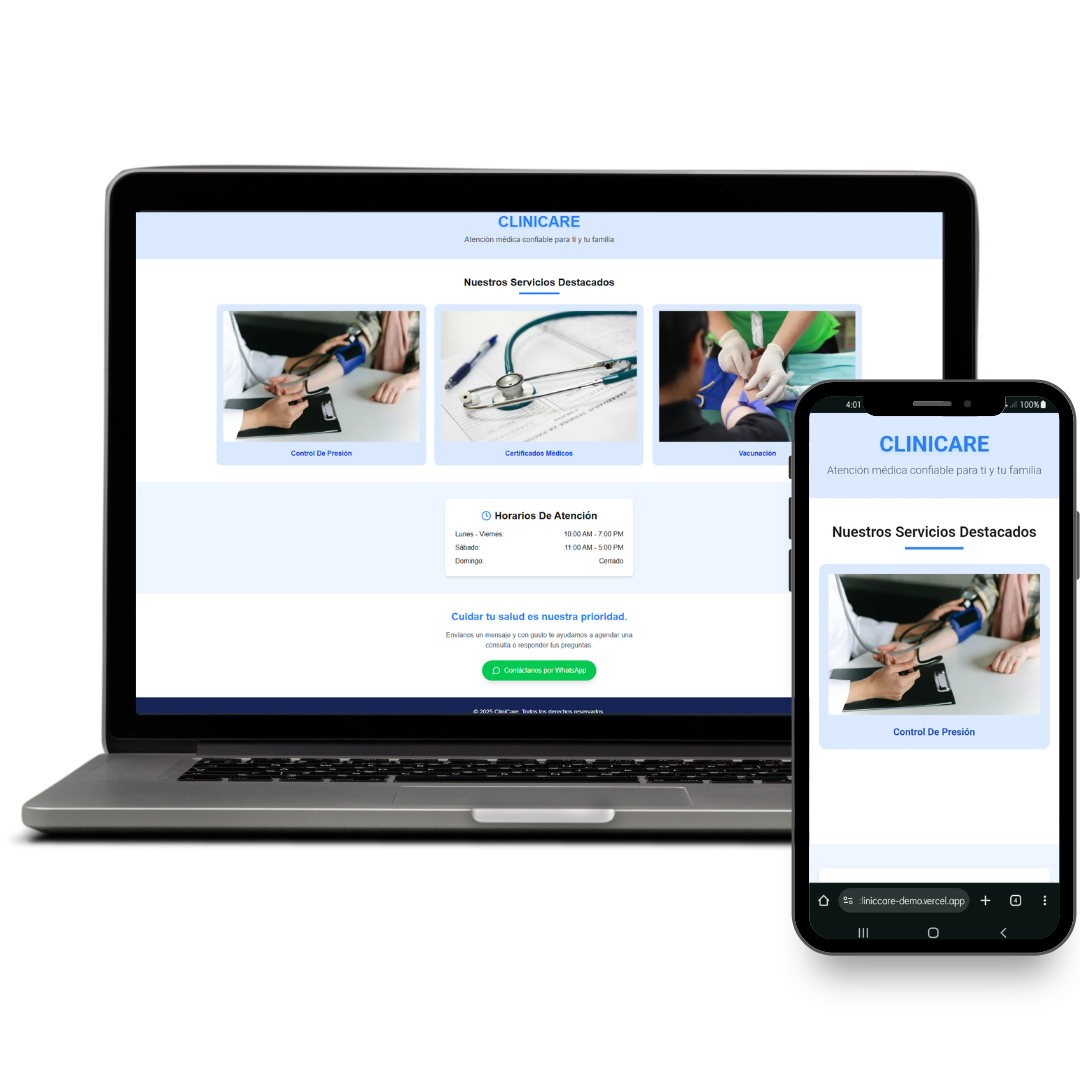 CLINICARE
Atención médica confiable para ti y tu familia
Nuestros Servicios Destacados
Control De Presión
Certificados Médicos
Vacunación
Horarios De Atención
Lunes - Viernes: 10:00 AM - 7:00 PM
Sábado: 11:00 AM - 5:00 PM
Domingo: Cerrado
Cuidar tu salud es nuestra prioridad.
Envíanos un mensaje y con gusto te ayudamos a agendar una
consulta o responder tus preguntas.
Contáctanos por WhatsApp
© 2025 CliniCare. Todos los derechos reservados.
4:01 100%
CLINICARE
Atención médica confiable para ti y tu familia
Nuestros Servicios Destacados
Control De Presión
liniccare-demo.vercel.app 4